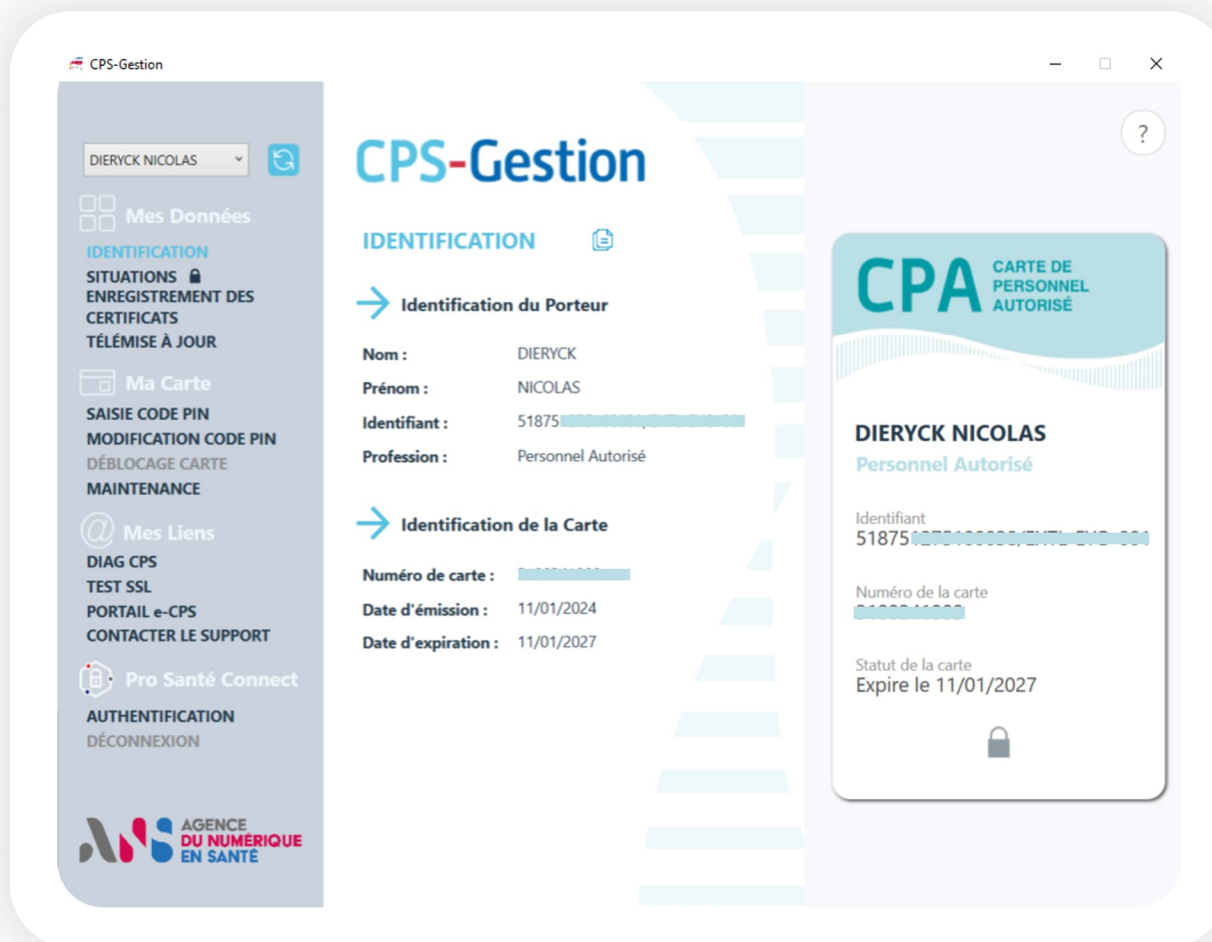 CPS-Gestion
DIERYCK NICOLAS
Mes Données
IDENTIFICATION
SITUATIONS
ENREGISTREMENT DES
CERTIFICATS
TÉLÉMISE À JOUR
Ma Carte
SAISIE CODE PIN
MODIFICATION CODE PIN
DÉBLOCAGE CARTE
MAINTENANCE
Mes Liens
DIAG CPS
TEST SSL
PORTAIL e-CPS
CONTACTER LE SUPPORT
Pro Santé Connect
AUTHENTIFICATION
DÉCONNEXION
AGENCE
DU NUMÉRIQUE
EN SANTÉ
CPS-Gestion
IDENTIFICATION
Identification du Porteur
Nom : DIERYCK
Prénom : NICOLAS
Identifiant : 51875
Profession : Personnel Autorisé
Identification de la Carte
Numéro de carte :
Date d'émission : 11/01/2024
Date d'expiration : 11/01/2027
?
CPA
CARTE DE
PERSONNEL
AUTORISÉ
DIERYCK NICOLAS
Personnel Autorisé
Identifiant
51875
Numéro de la carte
Statut de la carte
Expire le 11/01/2027